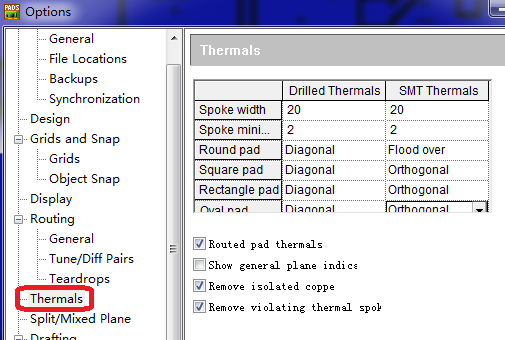 PADS
Options
General
File Locations
Backups
Synchronization
Design
Grids and Snap
Grids
Object Snap
Display
Routing
General
Tune/Diff Pairs
Teardrops
Thermals
Split/Mixed Plane
Drafting
Thermals
Drilled Thermals SMT Thermals
Spoke width 20 20
Spoke mini... 2 2
Round pad Diagonal Flood over
Square pad Diagonal Orthogonal
Rectangle pad Diagonal Orthogonal
Oval pad Diagonal Orthogonal
Routed pad thermals
Show general plane indica
Remove isolated coppe
Remove violating thermal spok